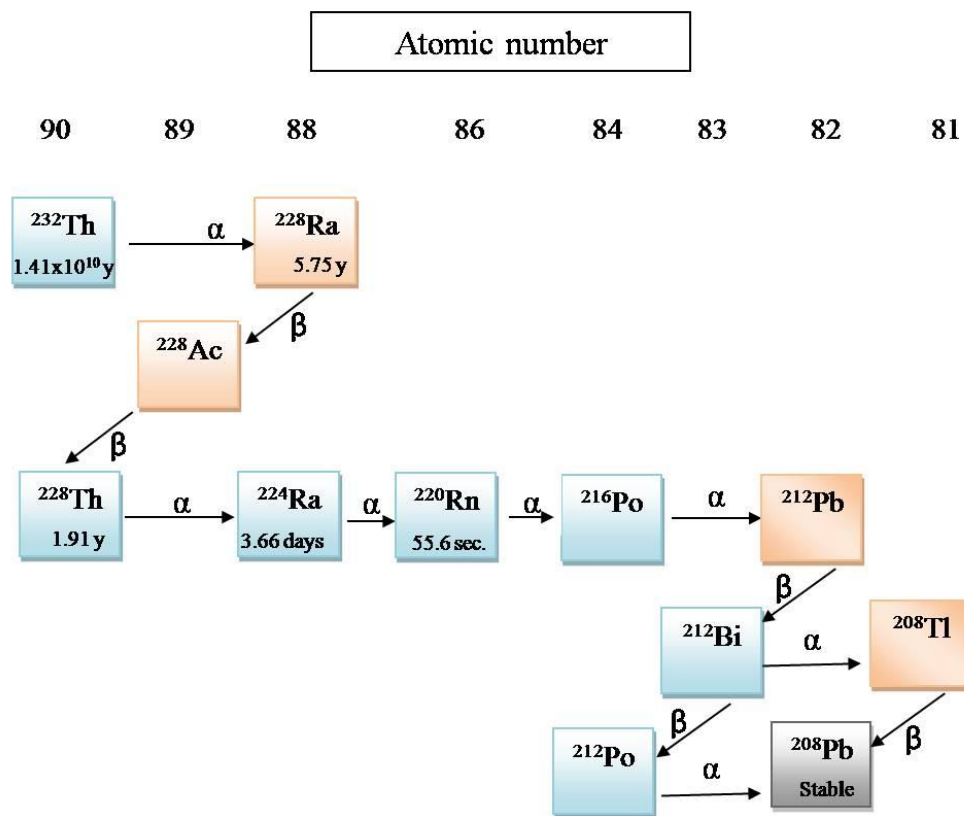 Atomic number
90 89 88 86 84 83 82 81
²³²Th
1.41x10¹⁰ y
α
²²⁸Ra
5.75 y
β
²²⁸Ac
β
²²⁸Th
1.91 y
α
²²⁴Ra
3.66 days
α
²²⁰Rn
55.6 sec.
α
²¹⁶Po
α
²¹²Pb
β
²¹²Bi
α
²⁰⁸Tl
β
β
²¹²Po
α
²⁰⁸Pb
Stable